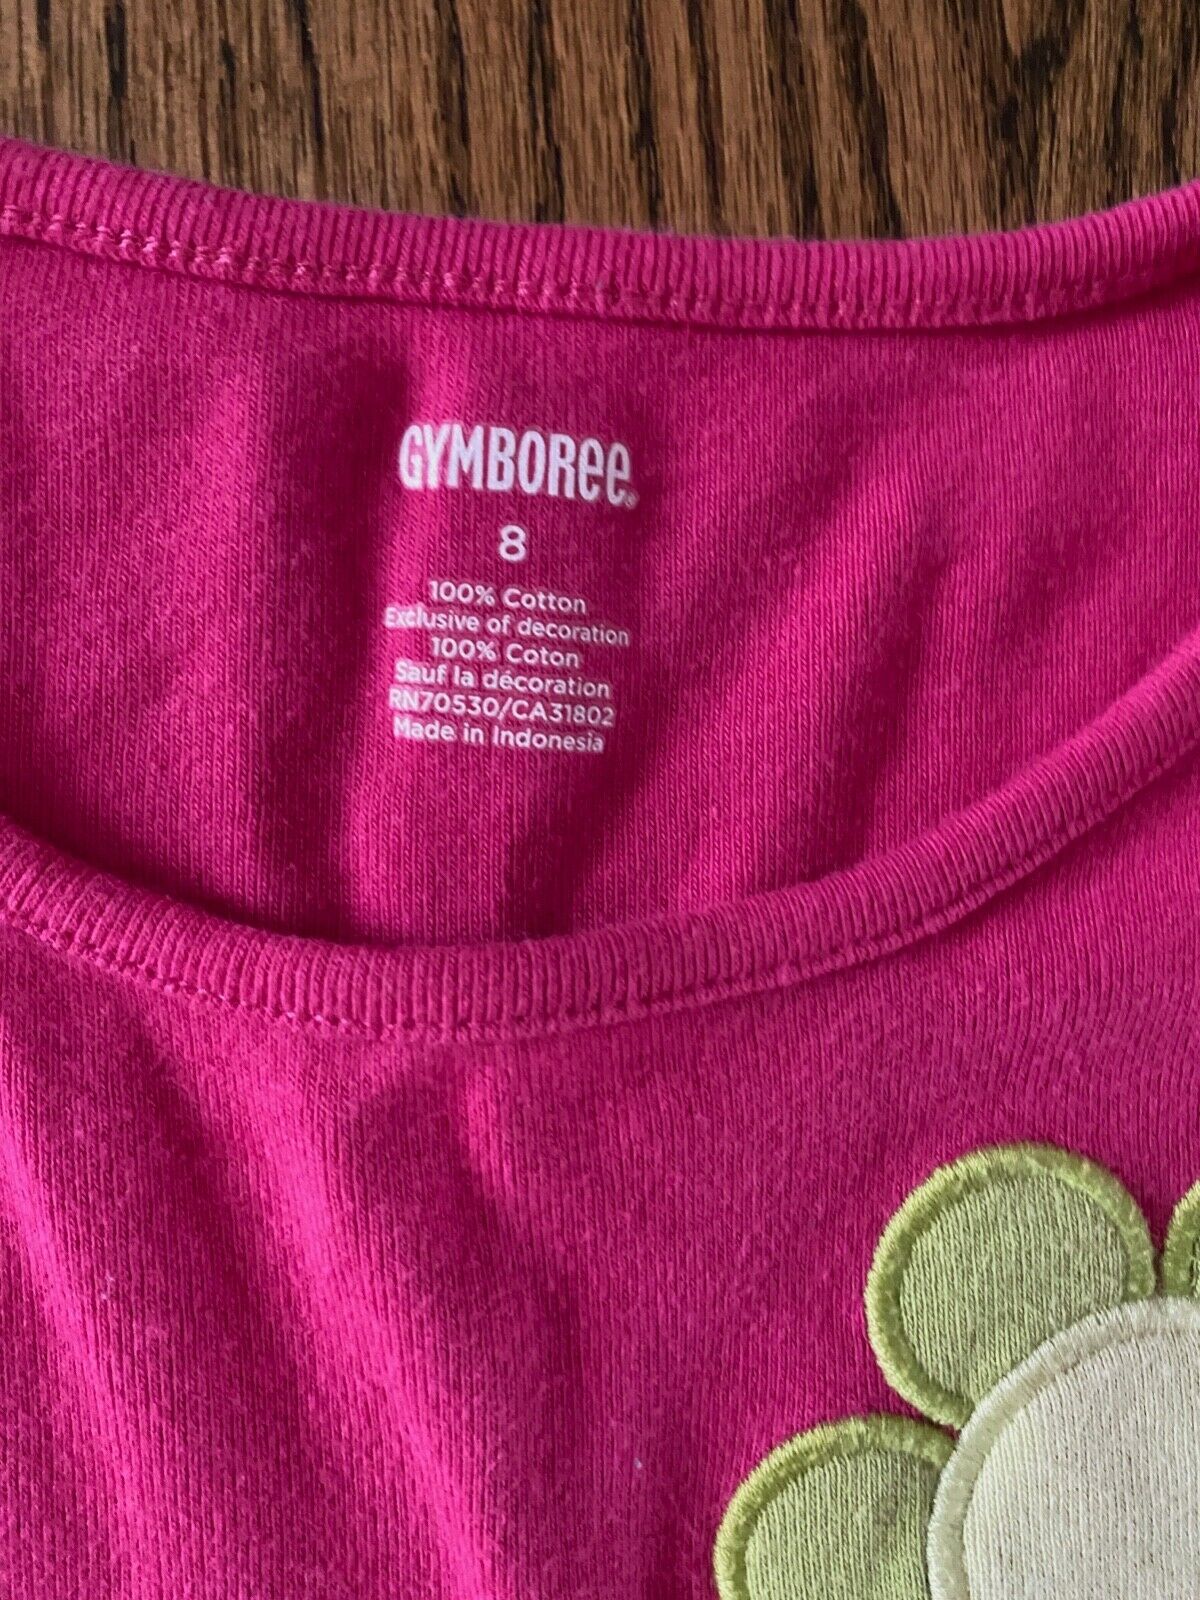 GYMBOREE
8
100% Cotton
Exclusive of decoration
100% Coton
Sauf la décoration
RN70530/CA31802
Made in Indonesia